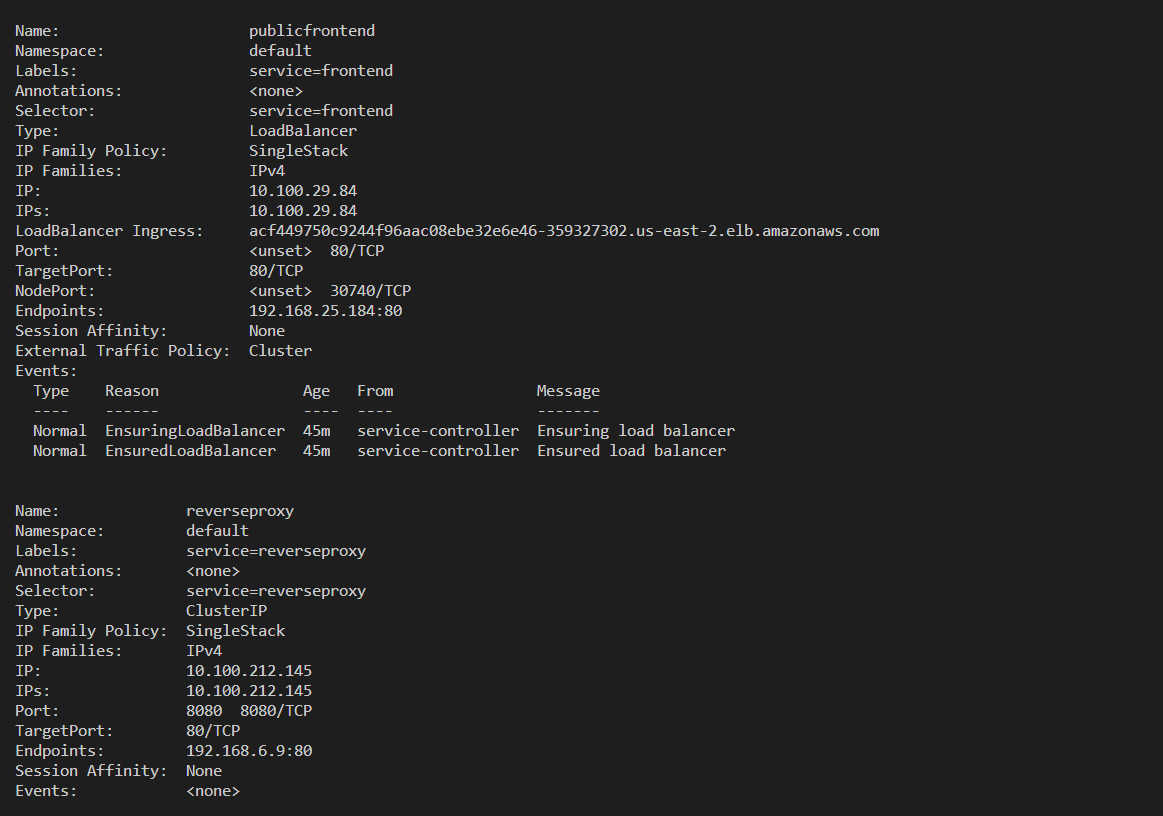 Name:                     publicfrontend
Namespace:                default
Labels:                   service=frontend
Annotations:              <none>
Selector:                 service=frontend
Type:                     LoadBalancer
IP Family Policy:         SingleStack
IP Families:              IPv4
IP:                       10.100.29.84
IPs:                      10.100.29.84
LoadBalancer Ingress:     acf449750c9244f96aac08ebe32e6e46-359327302.us-east-2.elb.amazonaws.com
Port:                     <unset>  80/TCP
TargetPort:               80/TCP
NodePort:                 <unset>  30740/TCP
Endpoints:                192.168.25.184:80
Session Affinity:         None
External Traffic Policy:  Cluster
Events:
  Type    Reason                Age   From                Message
  ----    ------                ----  ----                -------
  Normal  EnsuringLoadBalancer  45m   service-controller  Ensuring load balancer
  Normal  EnsuredLoadBalancer   45m   service-controller  Ensured load balancer
Name:              reverseproxy
Namespace:         default
Labels:            service=reverseproxy
Annotations:       <none>
Selector:          service=reverseproxy
Type:              ClusterIP
IP Family Policy:  SingleStack
IP Families:       IPv4
IP:                10.100.212.145
IPs:               10.100.212.145
Port:              8080  8080/TCP
TargetPort:        80/TCP
Endpoints:         192.168.6.9:80
Session Affinity:  None
Events:            <none>